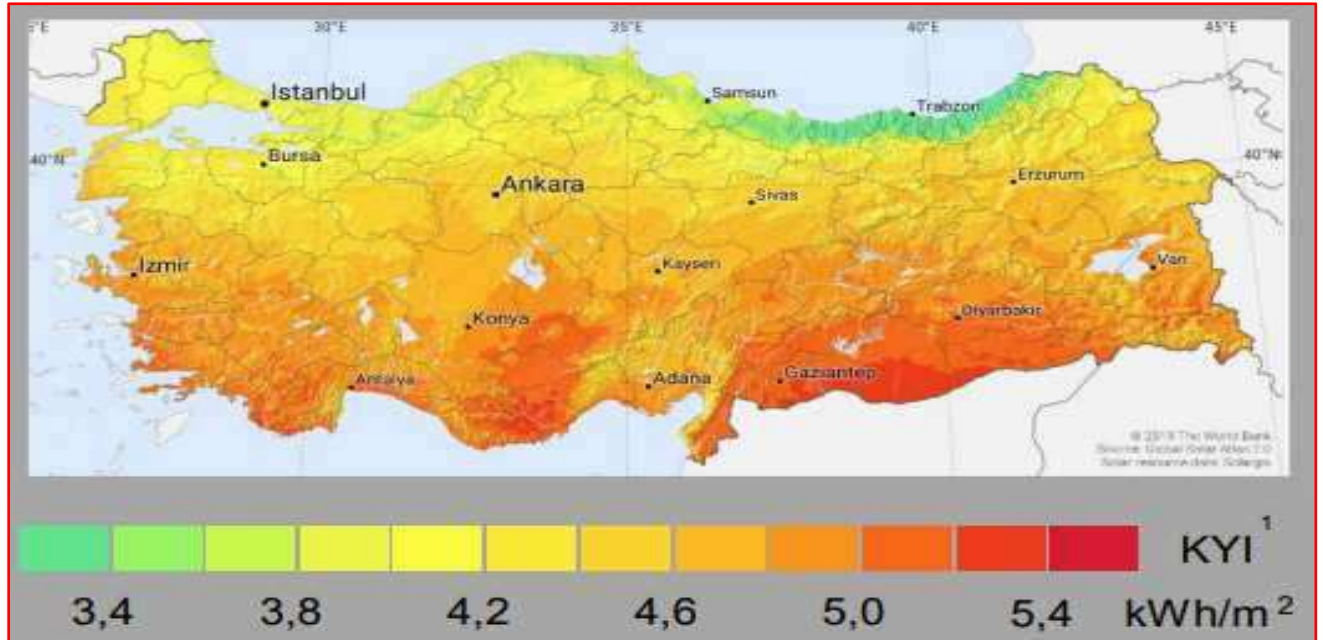 5°E 30°E 35°E 40°E 45°E
Istanbul
Samsun
Trabzon
40°N Bursa 40°N
Erzurum
Ankara
Sivas
Izmir
Kayseri
Van
Konya
Diyarbakir
Antalya
Adana
Gaziantep
© 2019 The World Bank
Source: Global Solar Atlas 2.0
Solar resource data: Solargis
KYI 1
3,4 3,8 4,2 4,6 5,0 5,4 kWh/m²